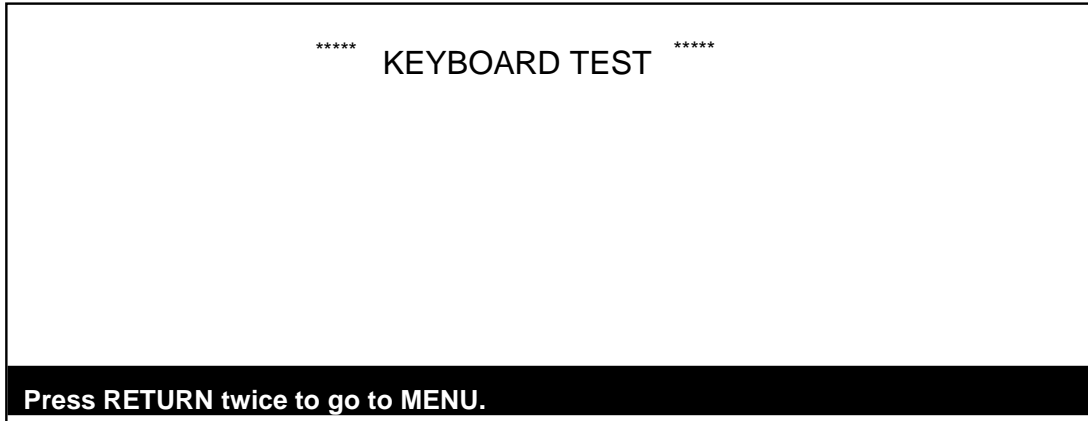 ***** KEYBOARD TEST *****
Press RETURN twice to go to MENU.